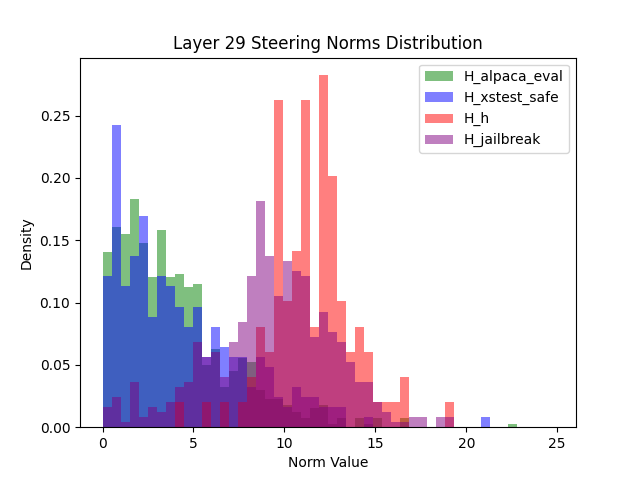 Layer 29 Steering Norms Distribution
H_alpaca_eval
H_xstest_safe
H_h
H_jailbreak
Density
0.25
0.20
0.15
0.10
0.05
0.00
0 5 10 15 20 25
Norm Value